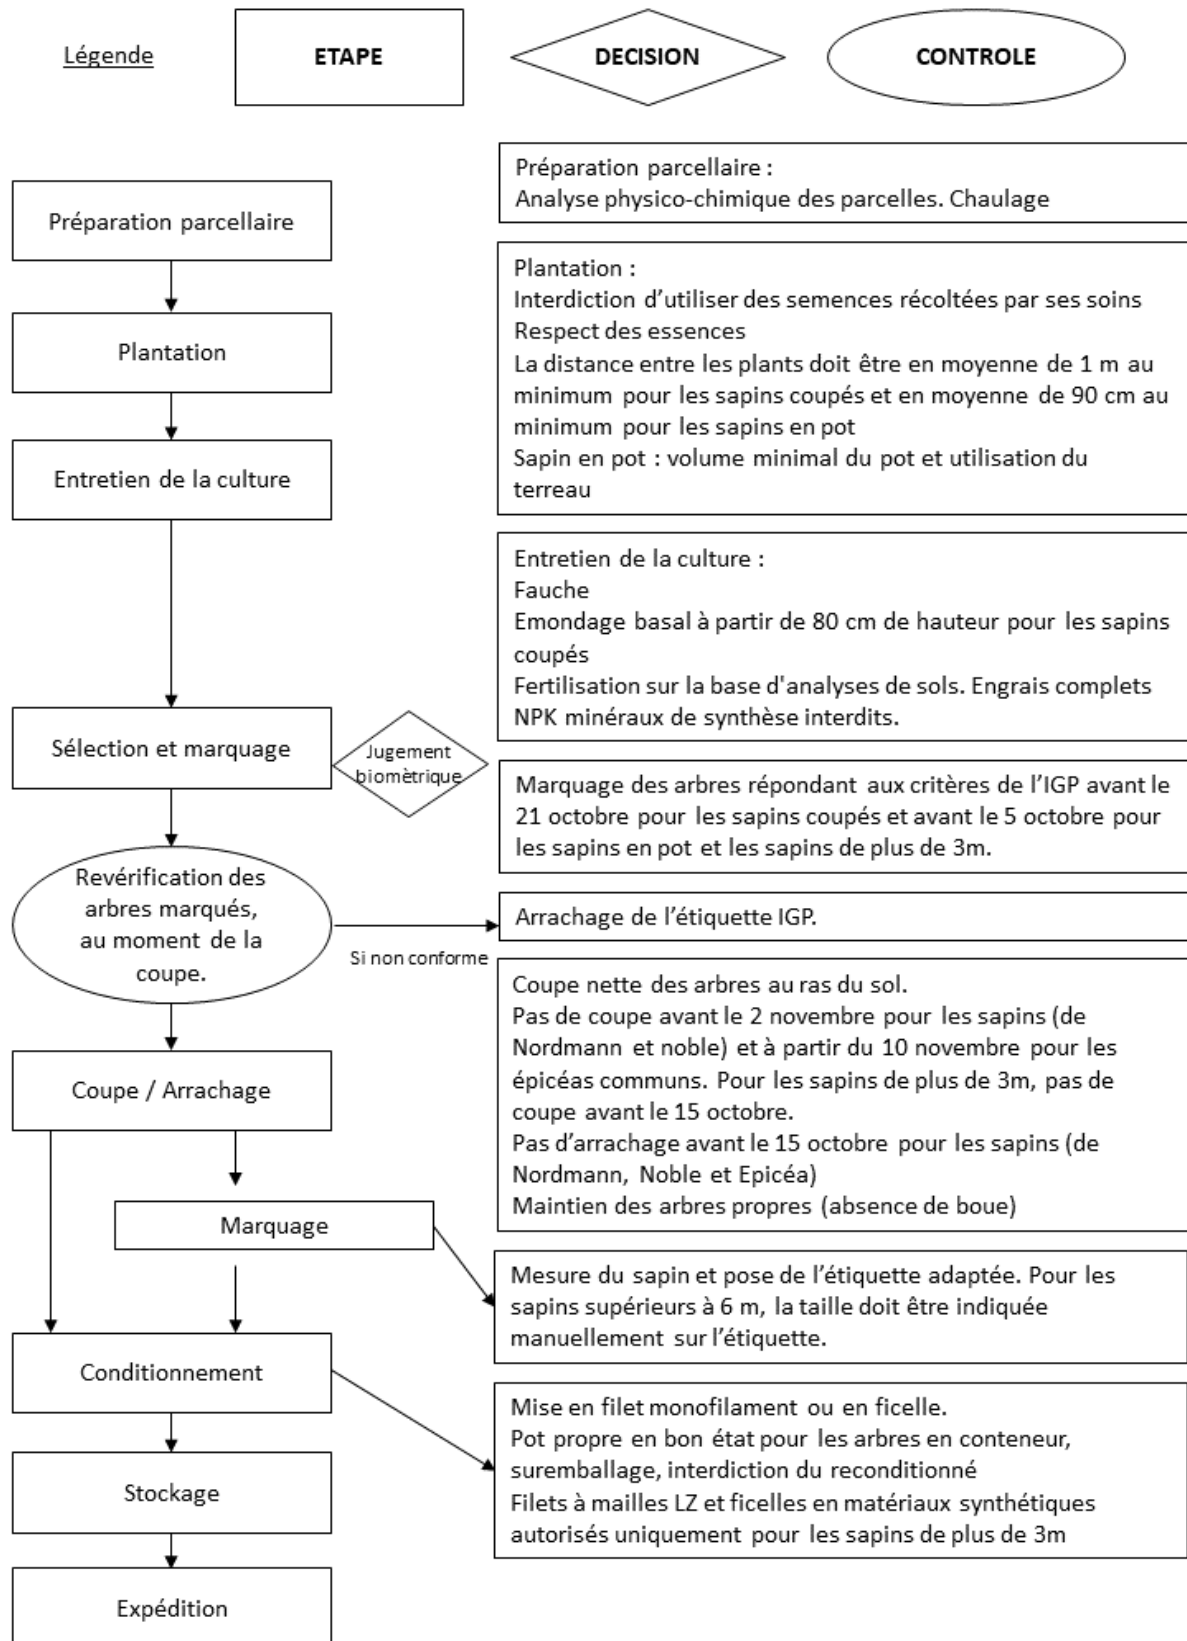 Légende
ETAPE
DECISION
CONTROLE
Préparation parcellaire
Préparation parcellaire :
Analyse physico-chimique des parcelles. Chaulage
Plantation
Plantation :
Interdiction d’utiliser des semences récoltées par ses soins
Respect des essences
La distance entre les plants doit être en moyenne de 1 m au
minimum pour les sapins coupés et en moyenne de 90 cm au
minimum pour les sapins en pot
Sapin en pot : volume minimal du pot et utilisation du
terreau
Entretien de la culture
Entretien de la culture :
Fauche
Emondage basal à partir de 80 cm de hauteur pour les sapins
coupés
Fertilisation sur la base d'analyses de sols. Engrais complets
NPK minéraux de synthèse interdits.
Sélection et marquage
Jugement
biomètrique
Marquage des arbres répondant aux critères de l’IGP avant le
21 octobre pour les sapins coupés et avant le 5 octobre pour
les sapins en pot et les sapins de plus de 3m.
Revérification des
arbres marqués,
au moment de la
coupe.
Si non conforme
Arrachage de l’étiquette IGP.
Coupe / Arrachage
Coupe nette des arbres au ras du sol.
Pas de coupe avant le 2 novembre pour les sapins (de
Nordmann et noble) et à partir du 10 novembre pour les
épicéas communs. Pour les sapins de plus de 3m, pas de
coupe avant le 15 octobre.
Pas d’arrachage avant le 15 octobre pour les sapins (de
Nordmann, Noble et Epicéa)
Maintien des arbres propres (absence de boue)
Marquage
Mesure du sapin et pose de l’étiquette adaptée. Pour les
sapins supérieurs à 6 m, la taille doit être indiquée
manuellement sur l’étiquette.
Conditionnement
Mise en filet monofilament ou en ficelle.
Pot propre en bon état pour les arbres en conteneur,
suremballage, interdiction du reconditionné
Filets à mailles LZ et ficelles en matériaux synthétiques
autorisés uniquement pour les sapins de plus de 3m
Stockage
Expédition